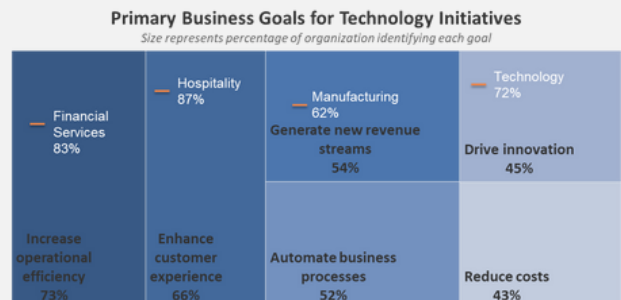 Primary Business Goals for Technology Initiatives
Size represents percentage of organization identifying each goal
Financial
Services
83%
Hospitality
87%
Manufacturing
62%
Technology
72%
Generate new revenue
streams
54%
Drive innovation
45%
Increase
operational
efficiency
73%
Enhance
customer
experience
66%
Automate business
processes
52%
Reduce costs
43%